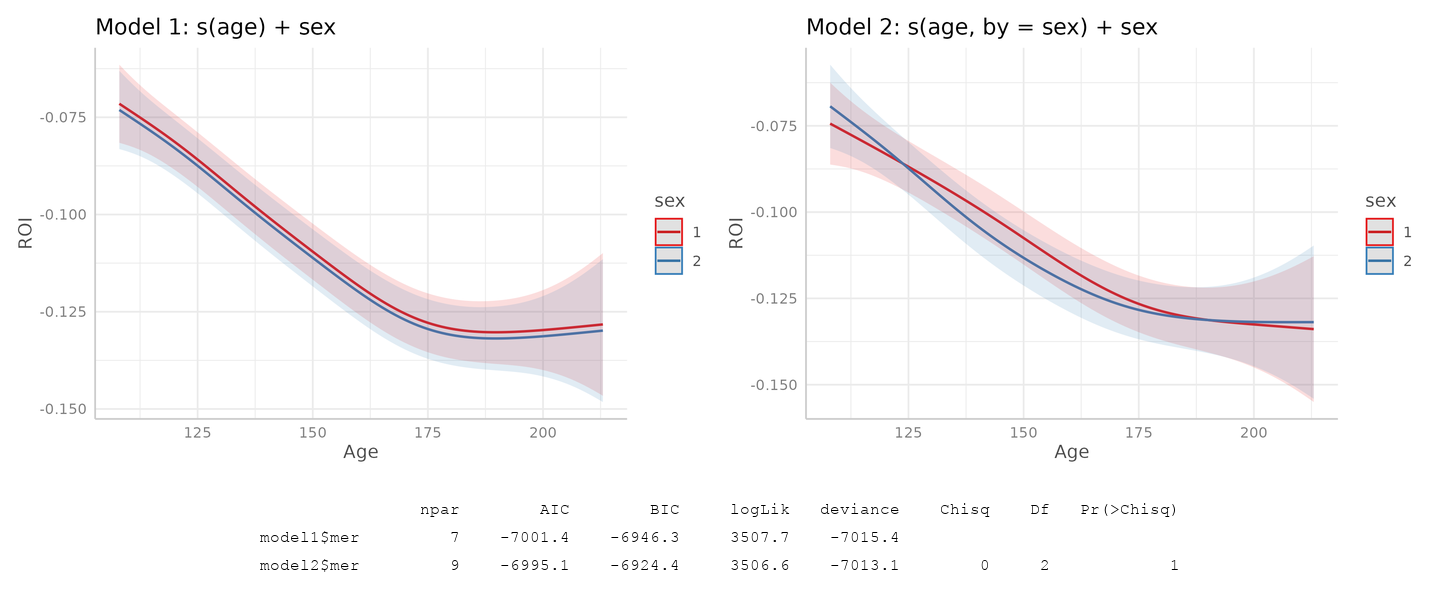 Model 1: s(age) + sex
ROI
-0.075
-0.100
-0.125
-0.150
125 150 175 200
Age
sex
1
2
Model 2: s(age, by = sex) + sex
ROI
-0.075
-0.100
-0.125
-0.150
125 150 175 200
Age
sex
1
2
npar AIC BIC logLik deviance Chisq Df Pr(>Chisq)
model1$mer 7 -7001.4 -6946.3 3507.7 -7015.4
model2$mer 9 -6995.1 -6924.4 3506.6 -7013.1 0 2 1